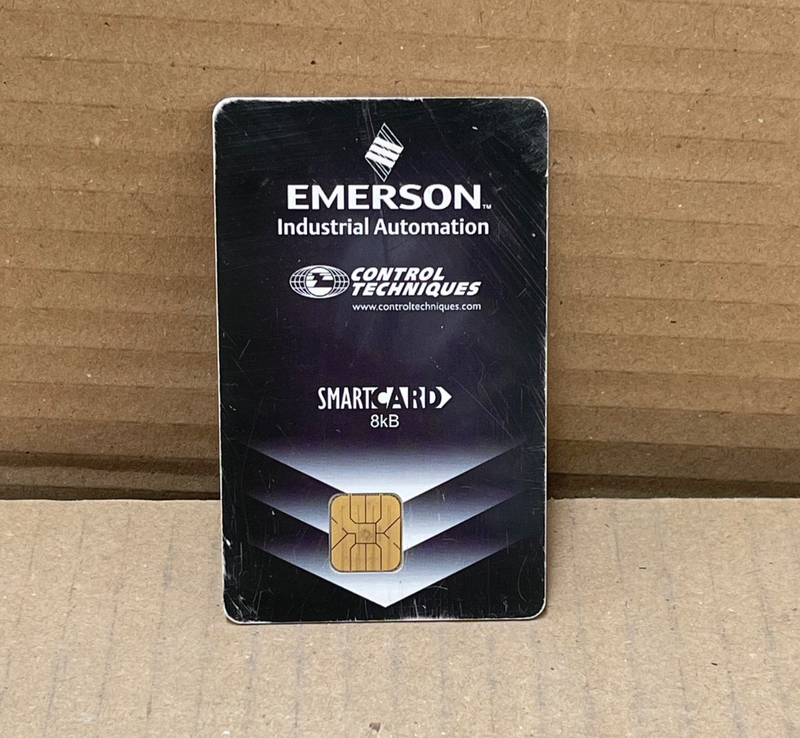 EMERSON™
Industrial Automation
CONTROL
TECHNIQUES
www.controltechniques.com
SMARTCARD
8kB